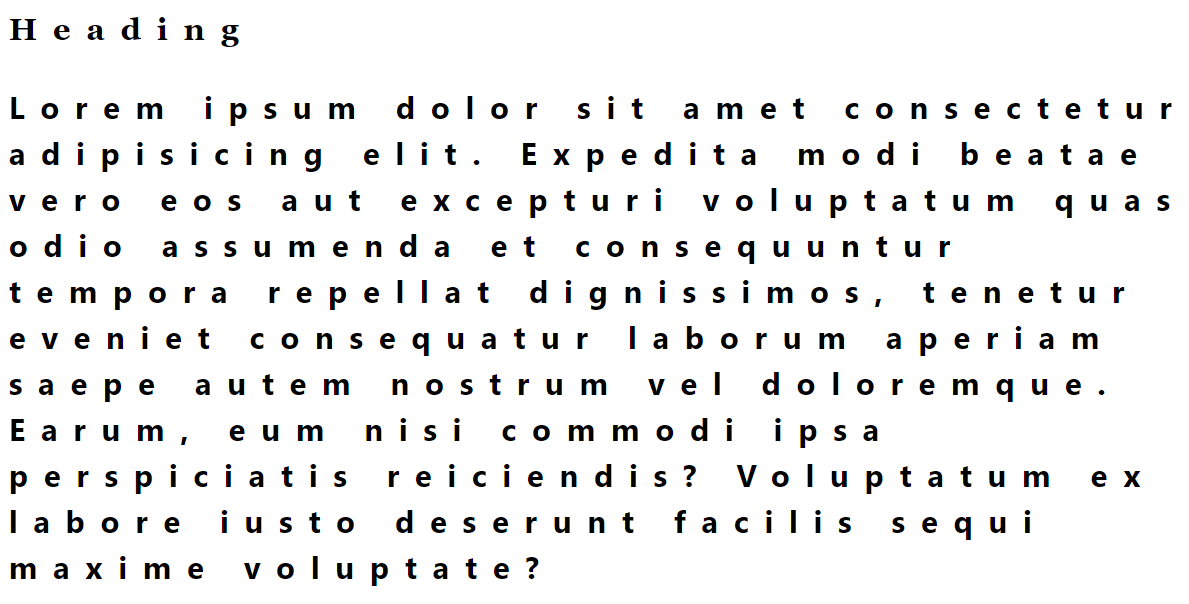 Heading
Lorem ipsum dolor sit amet consectetur
adipisicing elit. Expedita modi beatae
vero eos aut excepturi voluptatum quas
odio assumenda et consequuntur
tempora repellat dignissimos, tenetur
eveniet consequatur laborum aperiam
saepe autem nostrum vel doloremque.
Earum, eum nisi commodi ipsa
perspiciatis reiciendis? Voluptatum ex
labore iusto deserunt facilis sequi
maxime voluptate?